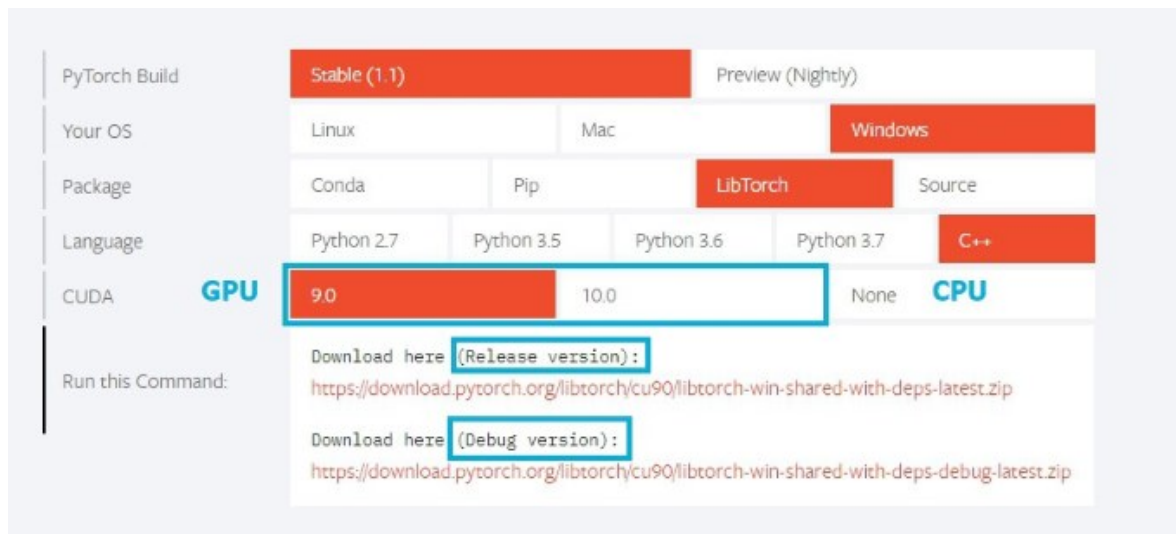 PyTorch Build Stable (1.1) Preview (Nightly)
Your OS Linux Mac Windows
Package Conda Pip LibTorch Source
Language Python 2.7 Python 3.5 Python 3.6 Python 3.7 C++
CUDA GPU 9.0 10.0 None CPU
Run this Command:
Download here (Release version):
https://download.pytorch.org/libtorch/cu90/libtorch-win-shared-with-deps-latest.zip
Download here (Debug version):
https://download.pytorch.org/libtorch/cu90/libtorch-win-shared-with-deps-debug-latest.zip